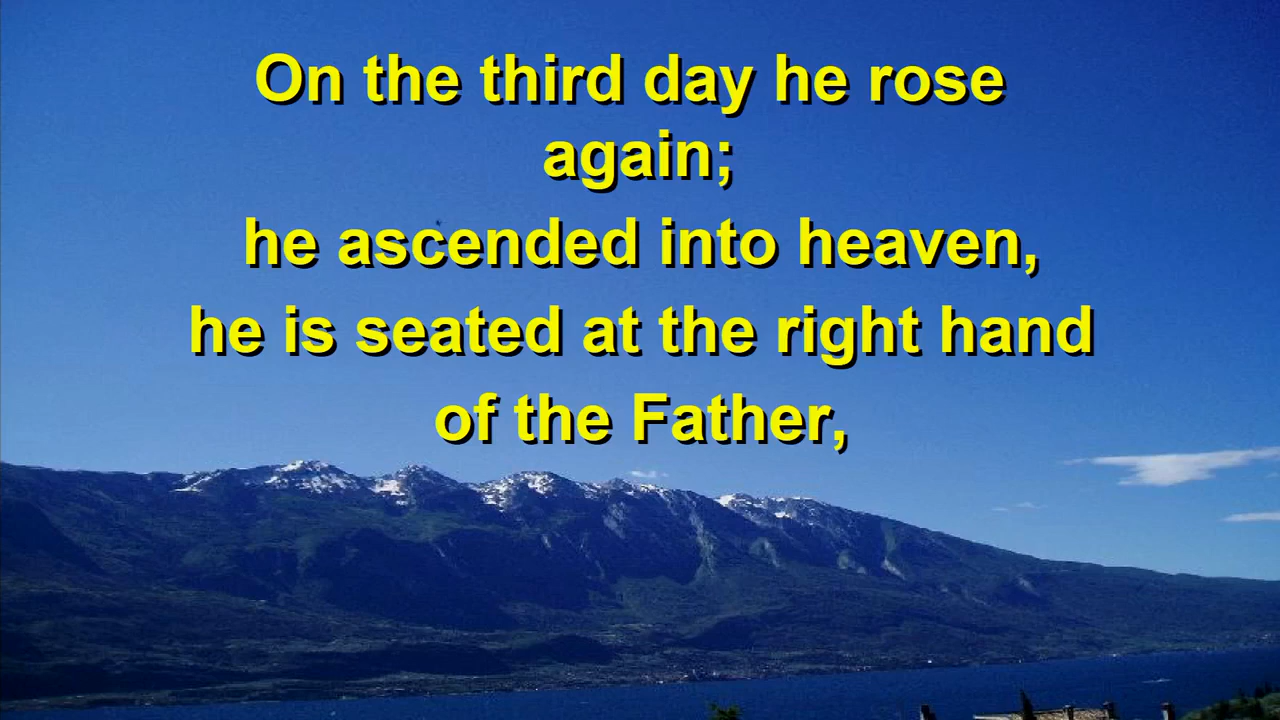 On the third day he rose
again;
he ascended into heaven,
he is seated at the right hand
of the Father,